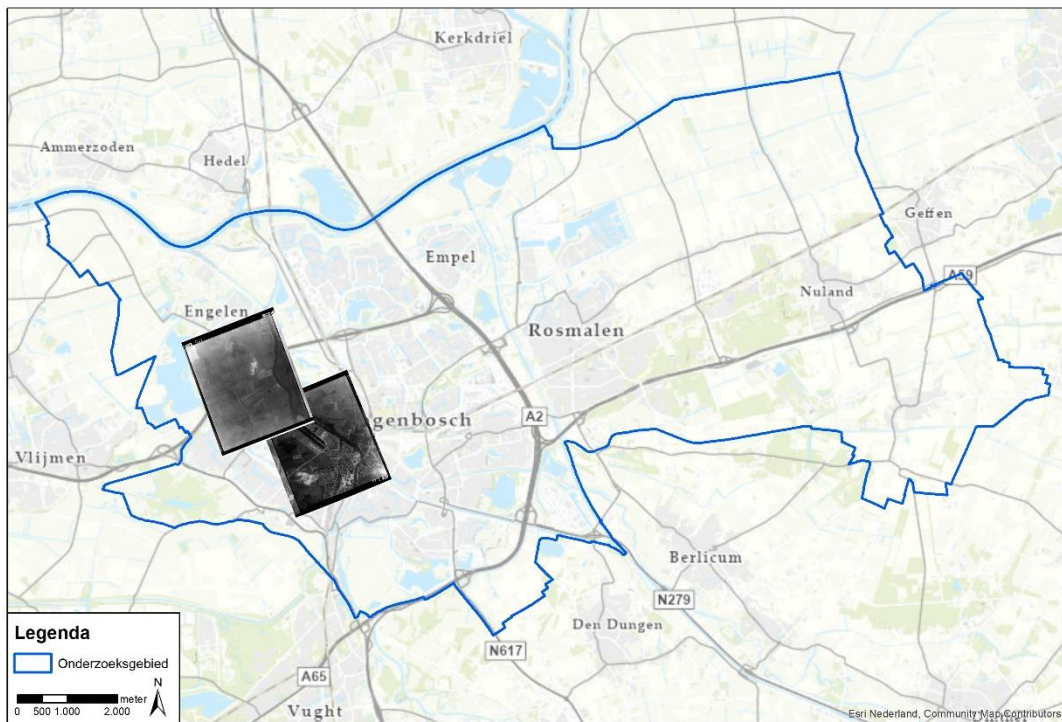 Kerkdriel
Ammerzoden
Hedel
Geffen
Empel
A59
Nuland
Engelen
Rosmalen
A2
genbosch
Vlijmen
Berlicum
N279
Den Dungen
N617
A65
Vught
Legenda
Onderzoeksgebied
N
meter
0 500 1.000 2.000
Esri Nederland, Community Map Contributors